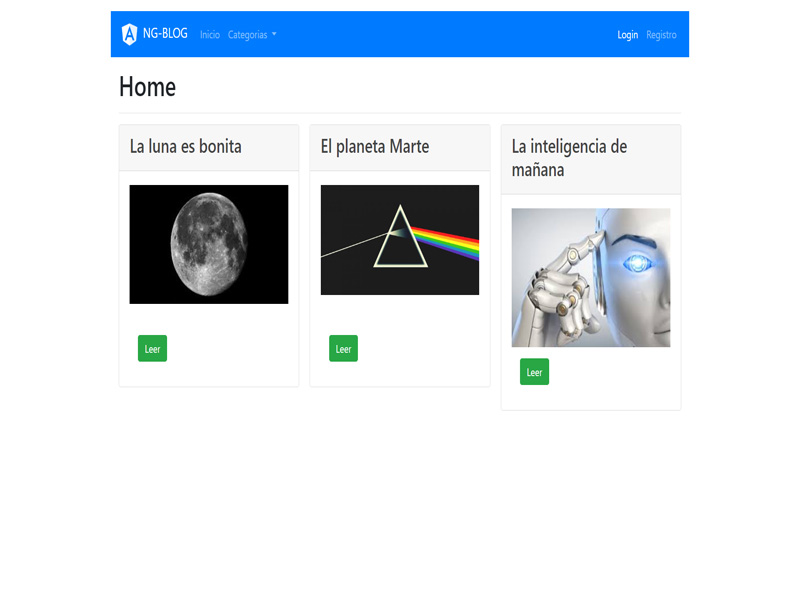 NG-BLOG Inicio Categorias Login Registro
Home
La luna es bonita
El planeta Marte
La inteligencia de
mañana
Leer
Leer
Leer